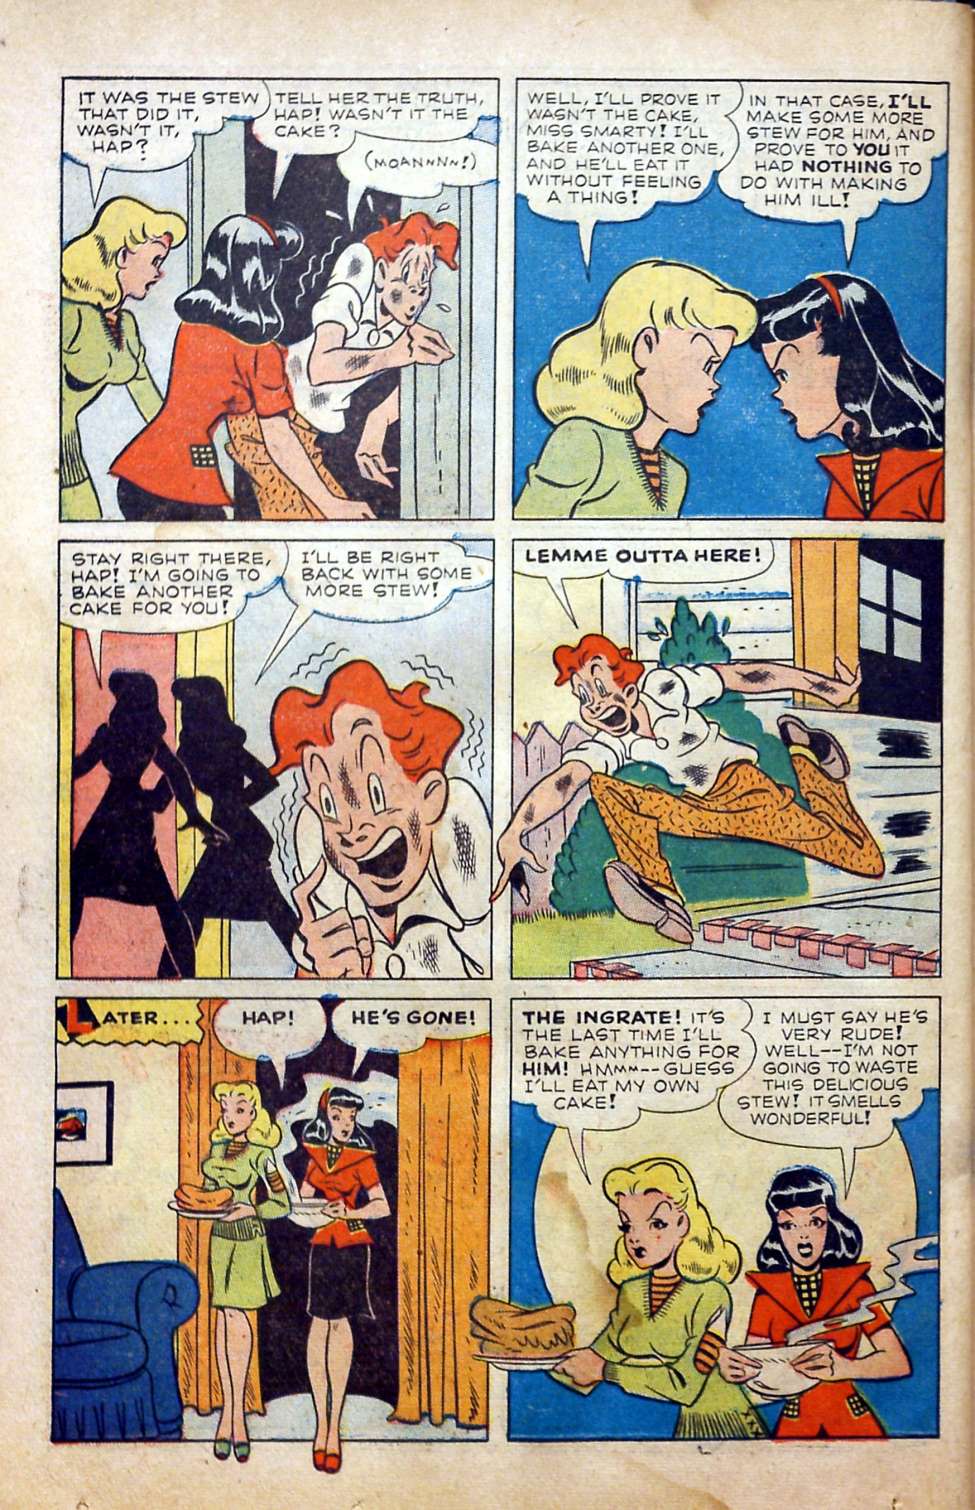 IT WAS THE STEW
THAT DID IT,
WASN'T IT,
HAP?
TELL HER THE TRUTH,
HAP! WASN'T IT THE
CAKE?
(MOANNNN!)
WELL, I'LL PROVE IT
WASN'T THE CAKE,
MISS SMARTY! I'LL
BAKE ANOTHER ONE,
AND HE'LL EAT IT
WITHOUT FEELING
A THING!
IN THAT CASE, I'LL
MAKE SOME MORE
STEW FOR HIM, AND
PROVE TO YOU IT
HAD NOTHING TO
DO WITH MAKING
HIM ILL!
STAY RIGHT THERE,
HAP! I'M GOING TO
BAKE ANOTHER
CAKE FOR YOU!
I'LL BE RIGHT
BACK WITH SOME
MORE STEW!
LEMME OUTTA HERE!
LATER...
HAP!
HE'S GONE!
THE INGRATE! IT'S
THE LAST TIME I'LL
BAKE ANYTHING FOR
HIM! HMMM--GUESS
I'LL EAT MY OWN
CAKE!
I MUST SAY HE'S
VERY RUDE!
WELL--I'M NOT
GOING TO WASTE
THIS DELICIOUS
STEW! IT SMELLS
WONDERFUL!